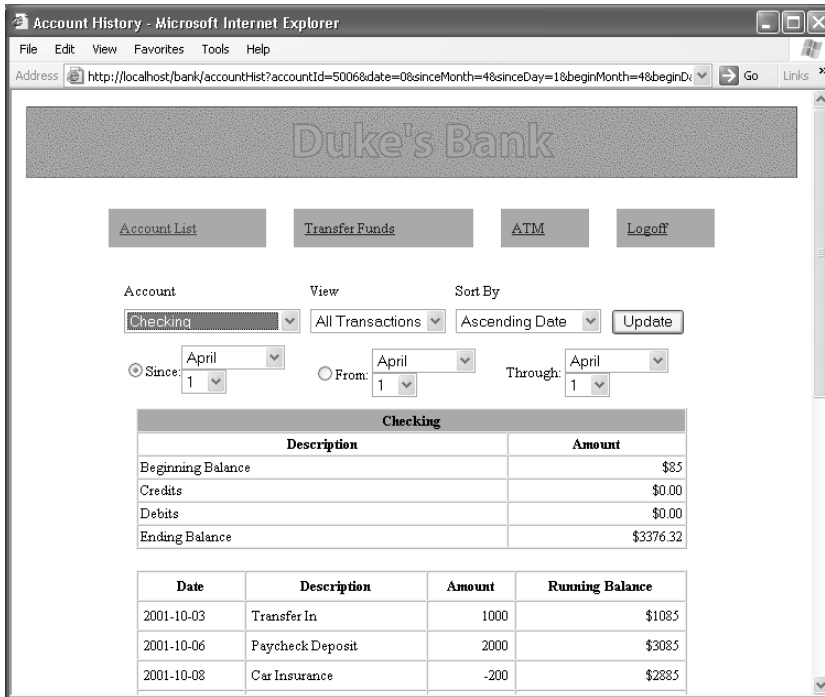 Account History - Microsoft Internet Explorer
File Edit View Favorites Tools Help
Address http://localhost/bank/accountHist?accountId=5006&date=0&sinceMonth=4&sinceDay=1&beginMonth=4&beginDa Go Links »
Duke's Bank
Account List Transfer Funds ATM Logoff
Account View Sort By
Checking All Transactions Ascending Date Update
Since: April 1 From: April 1 Through: April 1
Checking
Description Amount
Beginning Balance $85
Credits $0.00
Debits $0.00
Ending Balance $3376.32
Date Description Amount Running Balance
2001-10-03 Transfer In 1000 $1085
2001-10-06 Paycheck Deposit 2000 $3085
2001-10-08 Car Insurance -200 $2885